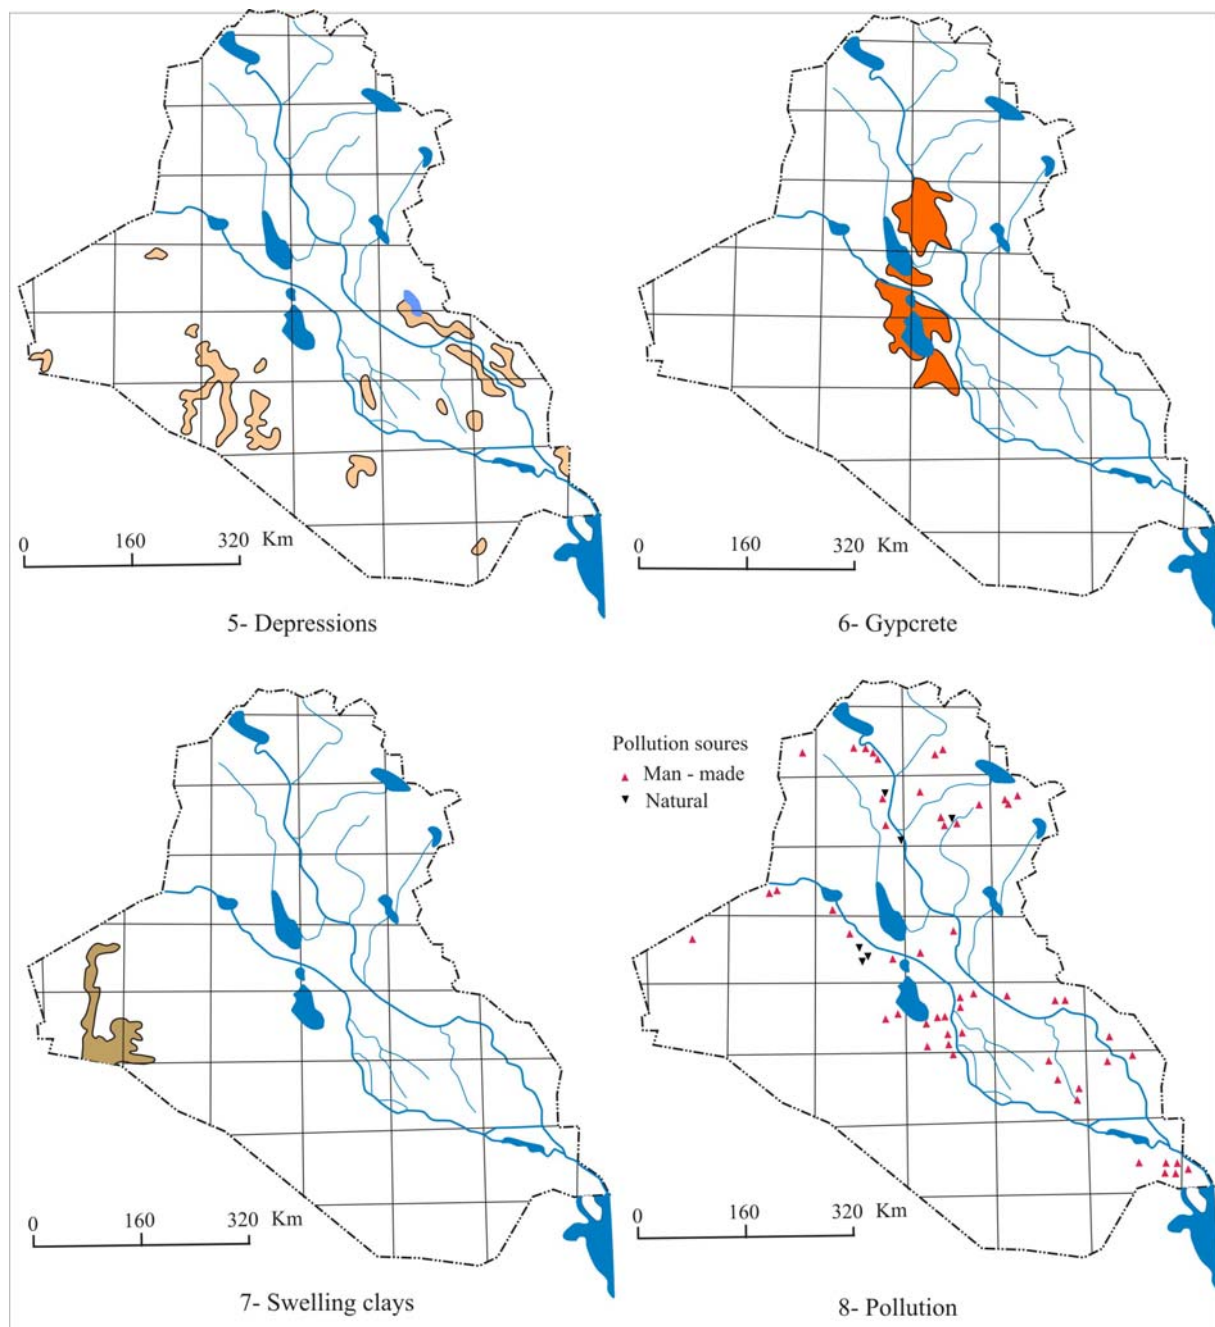 0 160 320 Km
5- Depressions
0 160 320 Km
6- Gypcrete
0 160 320 Km
7- Swelling clays
Pollution soures
Man - made
Natural
0 160 320 Km
8- Pollution